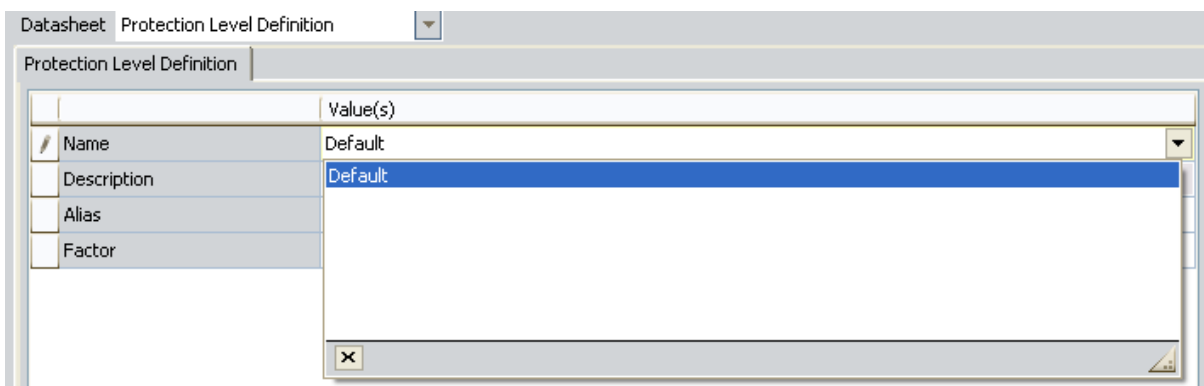 Datasheet Protection Level Definition
Protection Level Definition
Value(s)
Name Default
Description Default
Alias
Factor